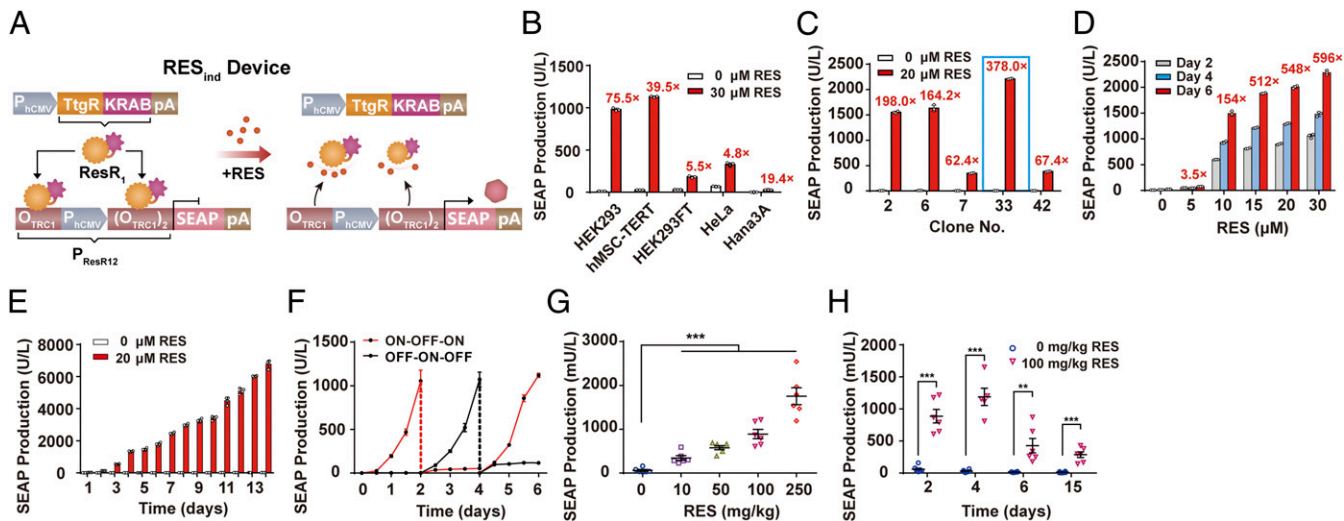 A
RESind Device
PhCMV TtgR KRAB pA
PhCMV TtgR KRAB pA
ResR1
+RES
OTRC1 PhCMV (OTRC1)2 SEAP pA
OTRC1 PhCMV (OTRC1)2 SEAP pA
PResR12
B
SEAP Production (U/L)
0 μM RES
30 μM RES
1500
1000
500
0
75.5×
39.5×
5.5×
4.8×
19.4×
HEK293
hMSC-TERT
HEK293FT
HeLa
Hana3A
C
SEAP Production (U/L)
0 μM RES
20 μM RES
2500
2000
1500
1000
500
0
198.0×
164.2×
62.4×
378.0×
67.4×
2 6 7 33 42
Clone No.
D
SEAP Production (U/L)
Day 2
Day 4
Day 6
2500
2000
1500
1000
500
0
3.5×
154×
512×
548×
596×
0 5 10 15 20 30
RES (μM)
E
SEAP Production (U/L)
0 μM RES
20 μM RES
8000
6000
4000
2000
0
1 3 5 7 9 11 13
Time (days)
F
SEAP Production (U/L)
ON-OFF-ON
OFF-ON-OFF
1500
1000
500
0
0 1 2 3 4 5 6
Time (days)
G
SEAP Production (mU/L)
***
3000
2000
1000
0
0 10 50 100 250
RES (mg/kg)
H
SEAP Production (mU/L)
0 mg/kg RES
100 mg/kg RES
2000
1500
1000
500
0
***
***
**
***
2 4 6 15
Time (days)